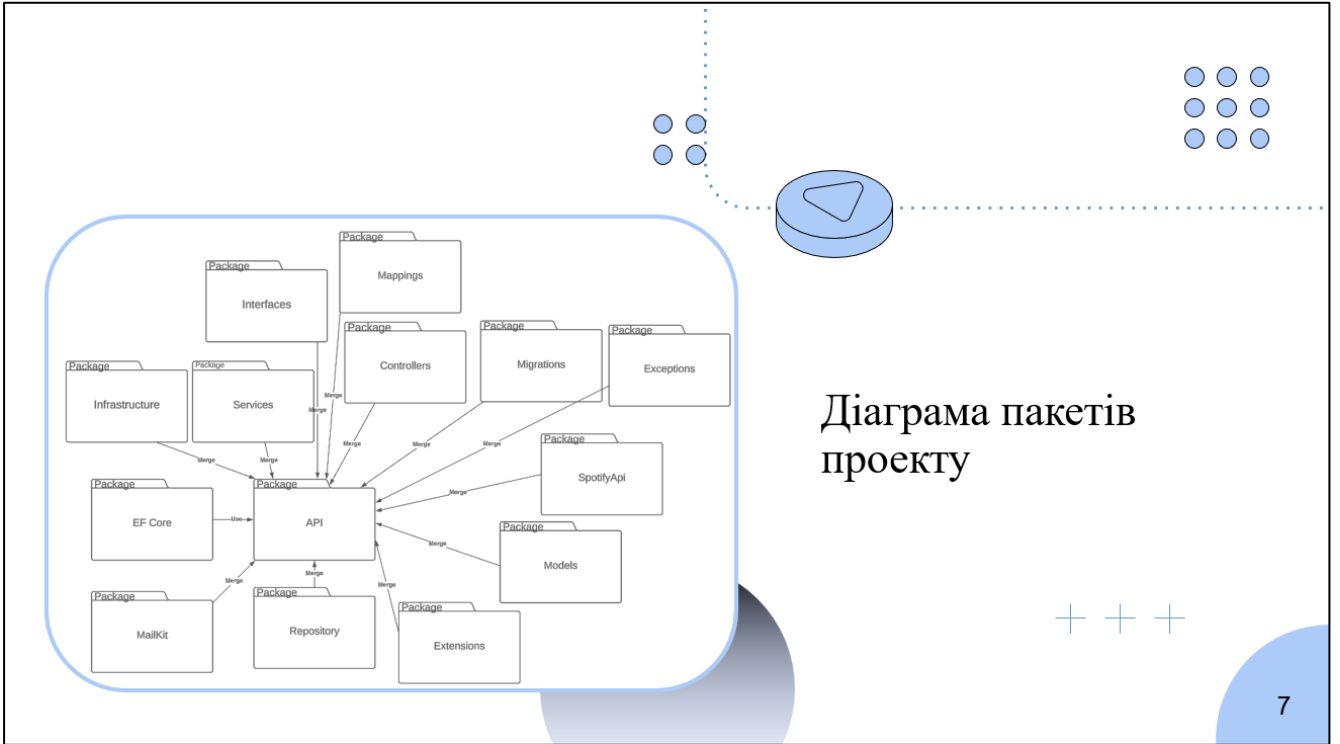 Package
Mappings
Package
Interfaces
Package
Controllers
Package
Migrations
Package
Exceptions
Package
Infrastructure
Package
Services
Merge
Merge
Merge
Merge
Merge
Merge
Merge
Package
SpotifyApi
Merge
Package
EF Core
Use
Package
API
Package
Models
Merge
Package
MailKit
Merge
Package
Repository
Merge
Package
Extensions
Merge
Діаграма пакетів
проекту
7